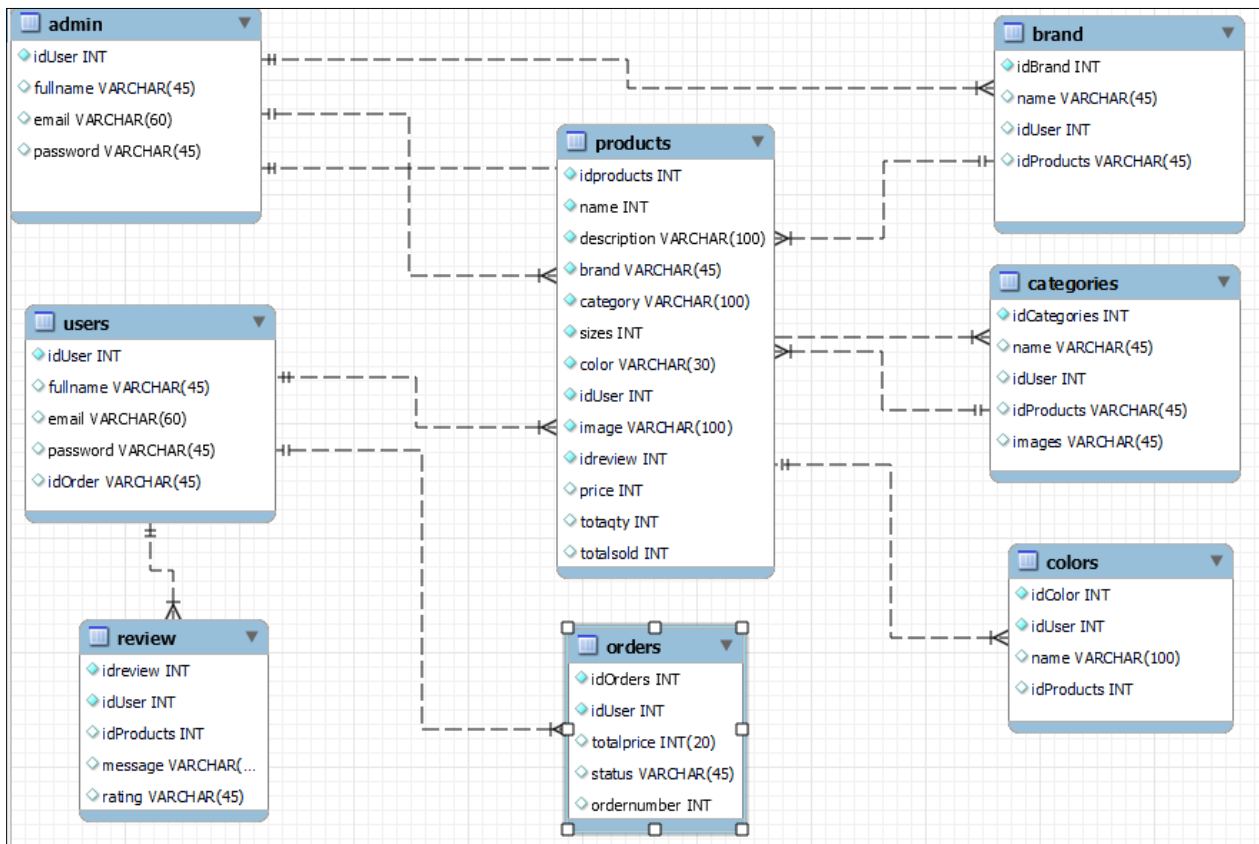 admin
idUser INT
fullname VARCHAR(45)
email VARCHAR(60)
password VARCHAR(45)
brand
idBrand INT
name VARCHAR(45)
idUser INT
idProducts VARCHAR(45)
products
idproducts INT
name INT
description VARCHAR(100)
brand VARCHAR(45)
category VARCHAR(100)
sizes INT
color VARCHAR(30)
idUser INT
image VARCHAR(100)
idreview INT
price INT
totaqty INT
totalsold INT
categories
idCategories INT
name VARCHAR(45)
idUser INT
idProducts VARCHAR(45)
images VARCHAR(45)
users
idUser INT
fullname VARCHAR(45)
email VARCHAR(60)
password VARCHAR(45)
idOrder VARCHAR(45)
colors
idColor INT
idUser INT
name VARCHAR(100)
idProducts INT
review
idreview INT
idUser INT
idProducts INT
message VARCHAR(...
rating VARCHAR(45)
orders
idOrders INT
idUser INT
totalprice INT(20)
status VARCHAR(45)
ordernumber INT